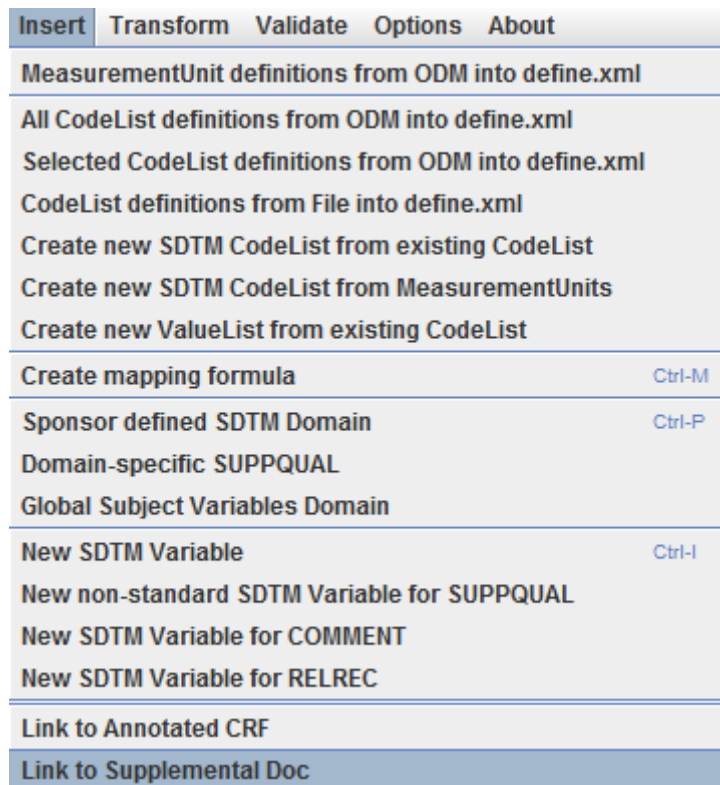 Insert Transform Validate Options About
MeasurementUnit definitions from ODM into define.xml
All CodeList definitions from ODM into define.xml
Selected CodeList definitions from ODM into define.xml
CodeList definitions from File into define.xml
Create new SDTM CodeList from existing CodeList
Create new SDTM CodeList from MeasurementUnits
Create new ValueList from existing CodeList
Create mapping formula Ctrl-M
Sponsor defined SDTM Domain Ctrl-P
Domain-specific SUPPQUAL
Global Subject Variables Domain
New SDTM Variable Ctrl-I
New non-standard SDTM Variable for SUPPQUAL
New SDTM Variable for COMMENT
New SDTM Variable for RELREC
Link to Annotated CRF
Link to Supplemental Doc